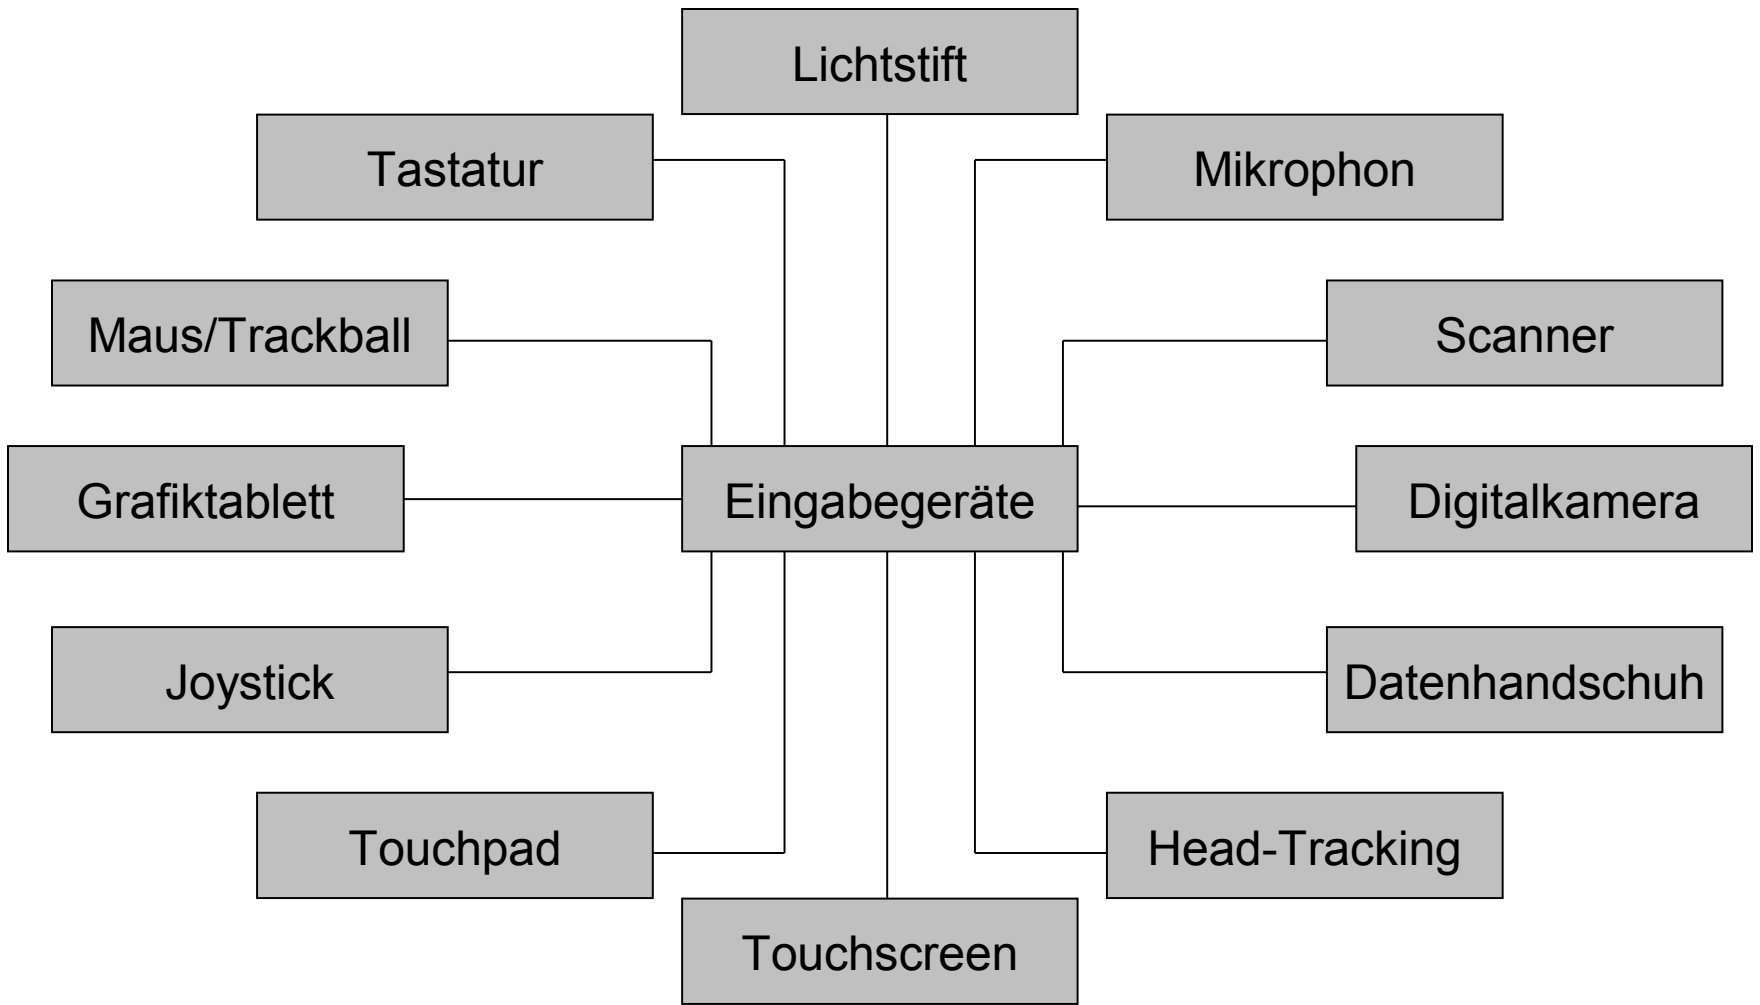 Lichtstift
Tastatur
Mikrophon
Maus/Trackball
Scanner
Grafiktablett
Eingabegeräte
Digitalkamera
Joystick
Datenhandschuh
Touchpad
Head-Tracking
Touchscreen